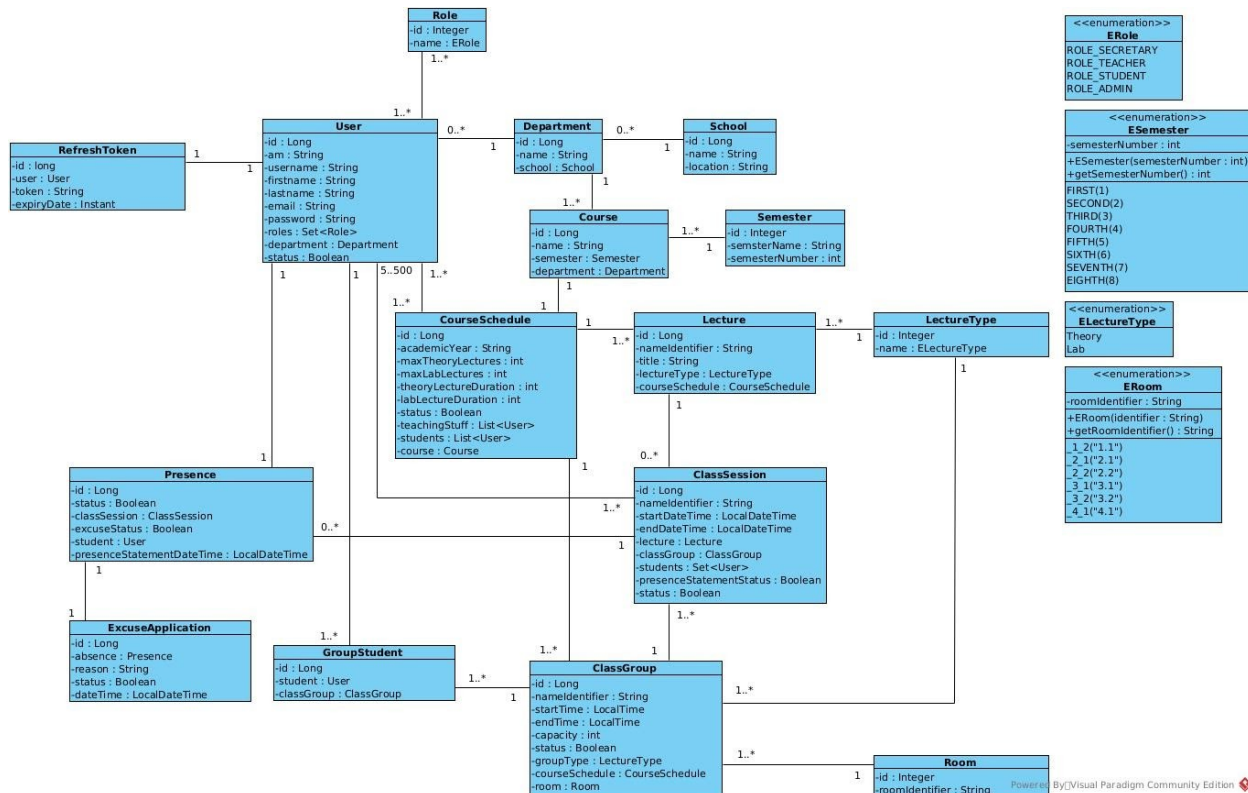 Role
-id : Integer
-name : ERole
1..*
1..*
User
-id : Long
-am : String
-username : String
-firstname : String
-lastname : String
-email : String
-password : String
-roles : Set<Role>
-department : Department
-status : Boolean
RefreshToken
-id : long
-user : User
-token : String
-expiryDate : Instant
1
1
0..*
1
Department
-id : Long
-name : String
-school : School
0..*
1
School
-id : Long
-name : String
-location : String
1
1..*
Course
-id : Long
-name : String
-semester : Semester
-department : Department
1..*
1
Semester
-id : Integer
-semsterName : String
-semesterNumber : int
1
1
1
1
5..500
1..*
1..*
CourseSchedule
-id : Long
-academicYear : String
-maxTheoryLectures : int
-maxLabLectures : int
-theoryLectureDuration : int
-labLectureDuration : int
-status : Boolean
-teachingStuff : List<User>
-students : List<User>
-course : Course
1
1..*
Lecture
-id : Long
-nameIdentifier : String
-title : String
-lectureType : LectureType
-courseSchedule : CourseSchedule
1..*
1
LectureType
-id : Integer
-name : ELectureType
1
1
0..*
1
1
Presence
-id : Long
-status : Boolean
-classSession : ClassSession
-excuseStatus : Boolean
-student : User
-presenceStatementDateTime : LocalDateTime
0..*
1..*
1
ClassSession
-id : Long
-nameIdentifier : String
-startDateTime : LocalDateTime
-endDateTime : LocalDateTime
-lecture : Lecture
-classGroup : ClassGroup
-students : Set<User>
-presenceStatementStatus : Boolean
-status : Boolean
1
1
ExcuseApplication
-id : Long
-absence : Presence
-reason : String
-status : Boolean
-dateTime : LocalDateTime
1..*
GroupStudent
-id : Long
-student : User
-classGroup : ClassGroup
1..*
1
1..*
1..*
1
ClassGroup
-id : Long
-nameIdentifier : String
-startTime : LocalTime
-endTime : LocalTime
-capacity : int
-status : Boolean
-groupType : LectureType
-courseSchedule : CourseSchedule
-room : Room
1..*
1..*
1
Room
-id : Integer
-roomIdentifier : String
<<enumeration>>
ERole
ROLE_SECRETARY
ROLE_TEACHER
ROLE_STUDENT
ROLE_ADMIN
<<enumeration>>
ESemester
-semesterNumber : int
+ESemester(semesterNumber : int)
+getSemesterNumber() : int
FIRST(1)
SECOND(2)
THIRD(3)
FOURTH(4)
FIFTH(5)
SIXTH(6)
SEVENTH(7)
EIGHTH(8)
<<enumeration>>
ELectureType
Theory
Lab
<<enumeration>>
ERoom
-roomIdentifier : String
+ERoom(identifier : String)
+getRoomIdentifier() : String
_1_2("1.1")
_2_1("2.1")
_2_2("2.2")
_3_1("3.1")
_3_2("3.2")
_4_1("4.1")
Powered By Visual Paradigm Community Edition